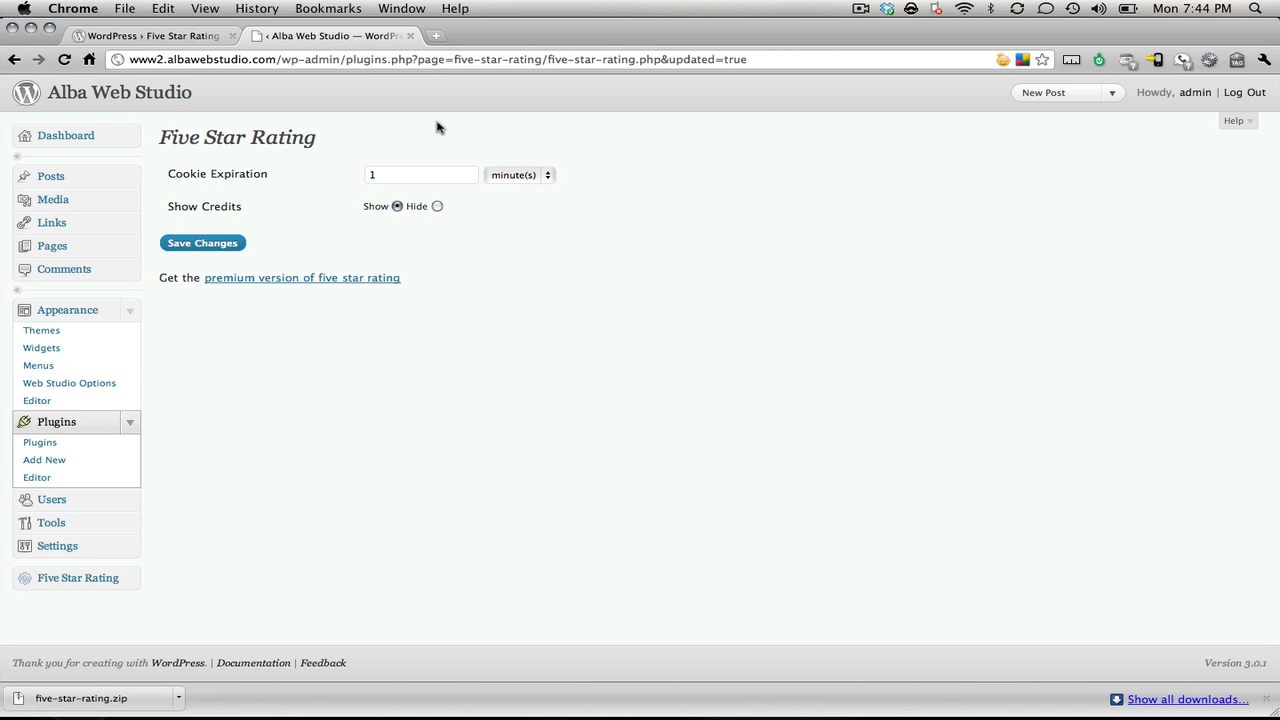 Chrome File Edit View History Bookmarks Window Help Mon 7:44 PM
WordPress › Five Star Rating
‹ Alba Web Studio — WordPr
www2.albawebstudio.com/wp-admin/plugins.php?page=five-star-rating/five-star-rating.php&updated=true
Alba Web Studio
New Post
Howdy, admin | Log Out
Help
Dashboard
Posts
Media
Links
Pages
Comments
Appearance
Themes
Widgets
Menus
Web Studio Options
Editor
Plugins
Plugins
Add New
Editor
Users
Tools
Settings
Five Star Rating
Five Star Rating
Cookie Expiration 1 minute(s)
Show Credits Show Hide
Save Changes
Get the premium version of five star rating
Thank you for creating with WordPress. | Documentation | Feedback
Version 3.0.1
five-star-rating.zip
Show all downloads...